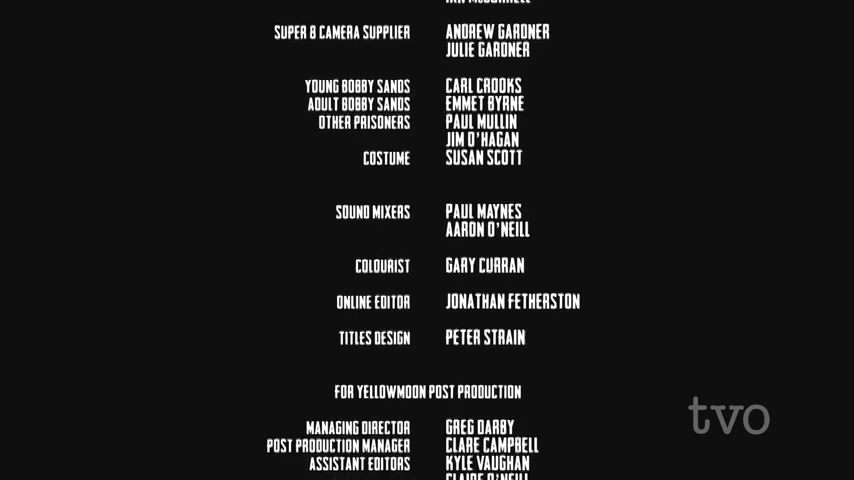 SUPER 8 CAMERA SUPPLIER ANDREW GARDNER
JULIE GARDNER
YOUNG BOBBY SANDS CARL CROOKS
ADULT BOBBY SANDS EMMET BYRNE
OTHER PRISONERS PAUL MULLIN
JIM O'HAGAN
COSTUME SUSAN SCOTT
SOUND MIXERS PAUL MAYNES
AARON O'NEILL
COLOURIST GARY CURRAN
ONLINE EDITOR JONATHAN FETHERSTON
TITLES DESIGN PETER STRAIN
FOR YELLOWMOON POST PRODUCTION
MANAGING DIRECTOR GREG DARBY
POST PRODUCTION MANAGER CLARE CAMPBELL
ASSISTANT EDITORS KYLE VAUGHAN
CLAIRE O'NEILL
tvo